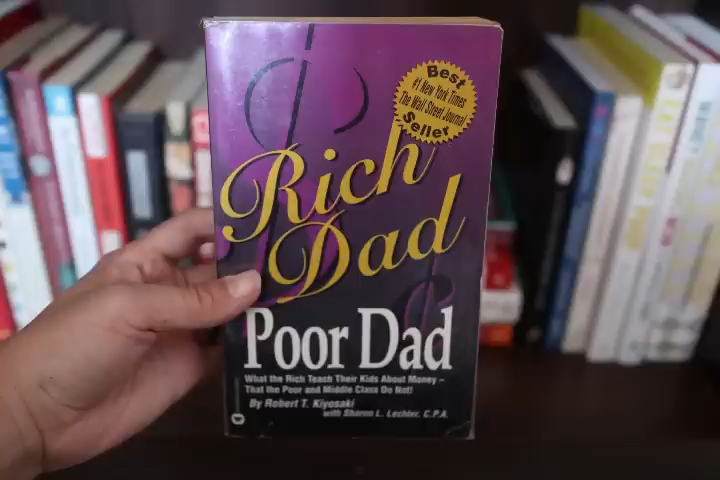 Best
#1 New York Times
The Wall Street Journal
Seller
Rich
Dad
Poor Dad
What the Rich Teach Their Kids About Money –
That the Poor and Middle Class Do Not!
By Robert T. Kiyosaki
with Sharon L. Lechter, C.P.A.